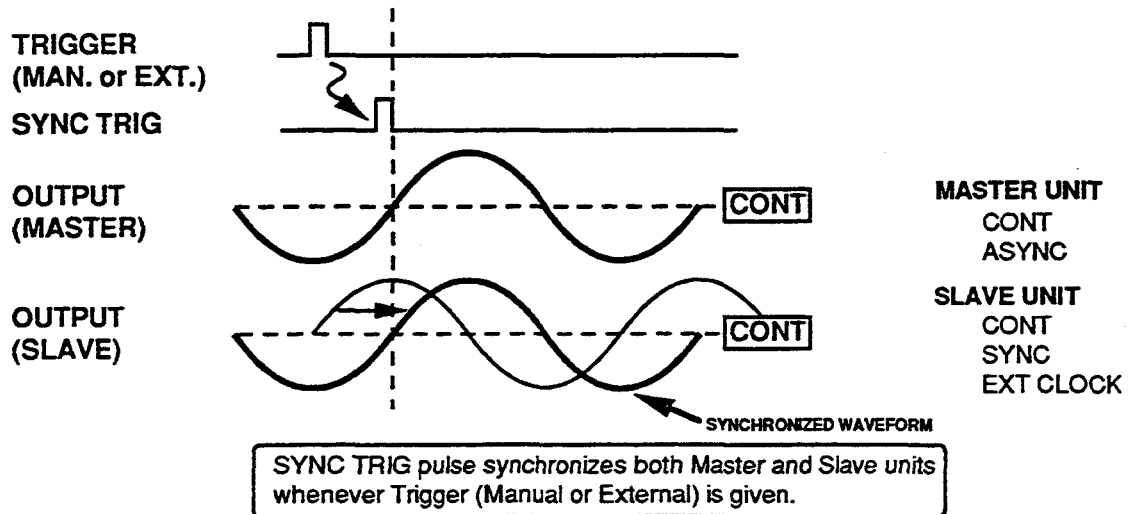 TRIGGER
(MAN. or EXT.)
SYNC TRIG
OUTPUT
(MASTER)
CONT
OUTPUT
(SLAVE)
CONT
SYNCHRONIZED WAVEFORM
MASTER UNIT
CONT
ASYNC
SLAVE UNIT
CONT
SYNC
EXT CLOCK
SYNC TRIG pulse synchronizes both Master and Slave units
whenever Trigger (Manual or External) is given.